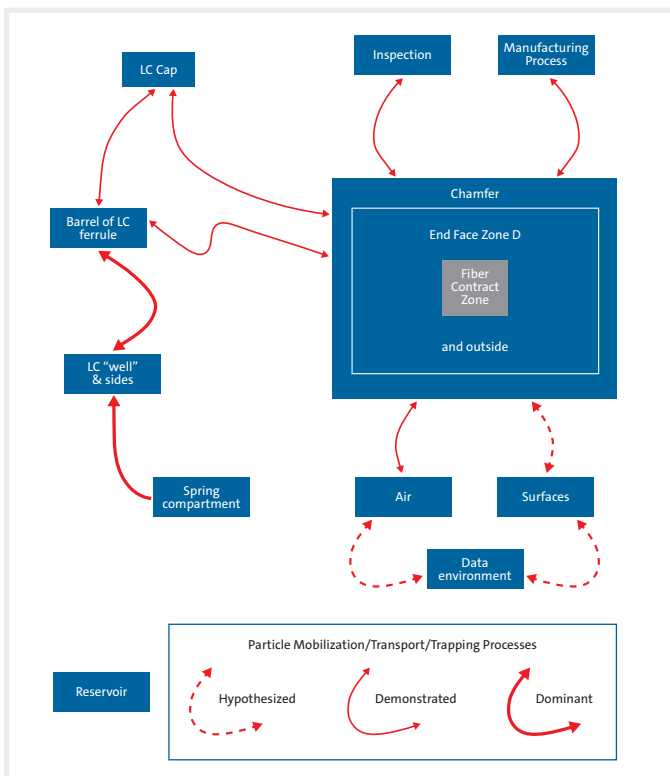 LC Cap
Inspection
Manufacturing
Process
Chamfer
Barrel of LC
ferrule
End Face Zone D
Fiber
Contract
Zone
and outside
LC “well”
& sides
Spring
compartment
Air
Surfaces
Data
environment
Particle Mobilization/Transport/Trapping Processes
Reservoir
Hypothesized
Demonstrated
Dominant